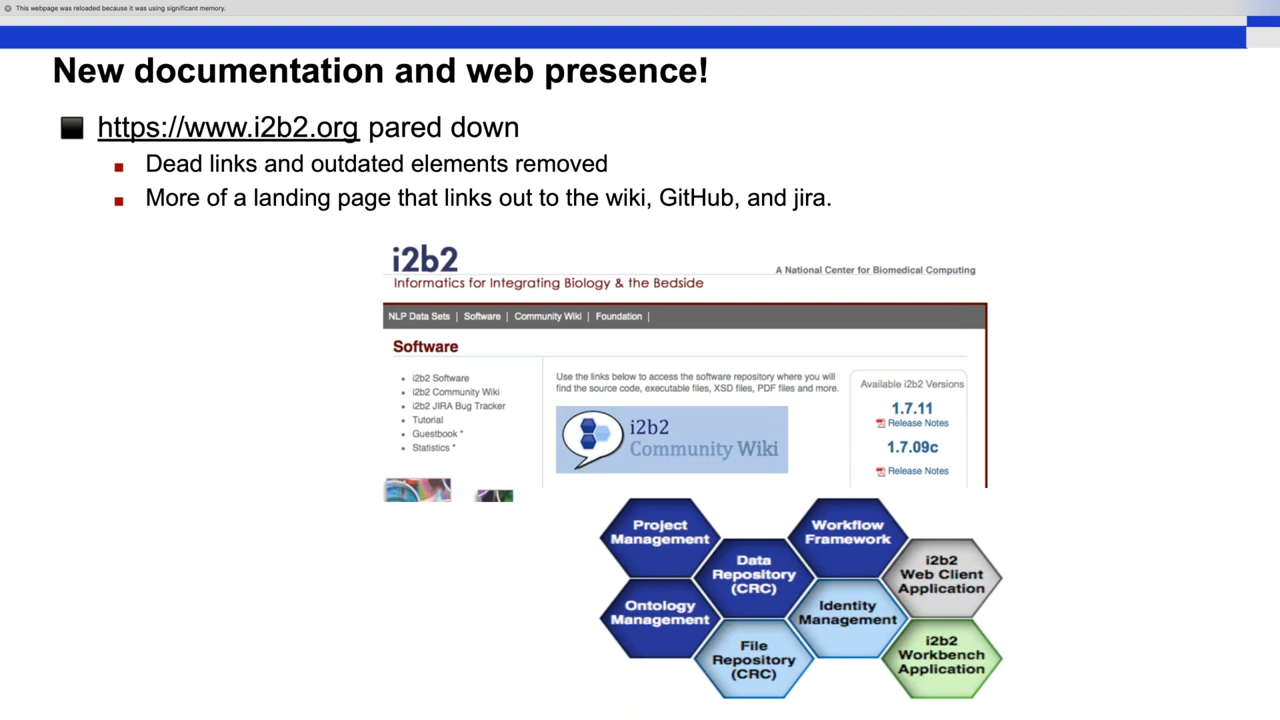 This webpage was reloaded because it was using significant memory.
New documentation and web presence!
https://www.i2b2.org pared down
Dead links and outdated elements removed
More of a landing page that links out to the wiki, GitHub, and jira.
i2b2
A National Center for Biomedical Computing
Informatics for Integrating Biology & the Bedside
NLP Data Sets | Software | Community Wiki | Foundation |
Software
i2b2 Software
i2b2 Community Wiki
i2b2 JIRA Bug Tracker
Tutorial
Guestbook *
Statistics *
Use the links below to access the software repository where you will
find the source code, executable files, XSD files, PDF files and more.
i2b2
Community Wiki
Available i2b2 Versions
1.7.11
Release Notes
1.7.09c
Release Notes
Project
Management
Workflow
Framework
Data
Repository
(CRC)
i2b2
Web Client
Application
Ontology
Management
Identity
Management
File
Repository
(CRC)
i2b2
Workbench
Application